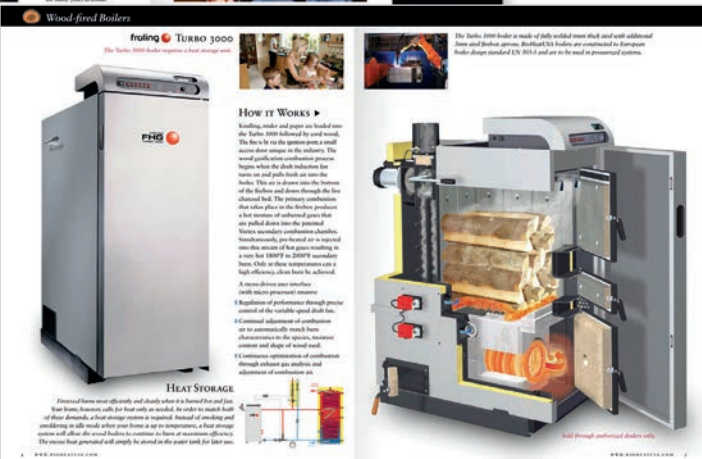 Wood-fired Boilers
froling TURBO 3000
The Turbo 3000 boiler requires a heat storage unit.
FHG
HOW IT WORKS ▶
Kindling, tinder and paper are loaded into
the Turbo 3000 followed by cord wood.
The fire is lit via the ignition port; a small
access door unique in the industry. The
wood gasification combustion process
begins when the draft induction fan
turns on and pulls fresh air into the
boiler. This air is drawn into the bottom
of the firebox and down through the live
charcoal bed. The primary combustion
that takes place in the firebox produces
a hot mixture of unburned gases that
are pulled down into the patented
Vortex secondary combustion chamber.
Simultaneously, pre-heated air is injected
into this stream of hot gases resulting in
a very hot 1800°F to 2000°F secondary
burn. Only at these temperatures can a
high efficiency, clean burn be achieved.
A menu driven user interface
(with micro processor) ensures:
Regulation of performance through precise
control of the variable speed draft fan.
Continual adjustment of combustion
air to automatically match burn
characteristics to the species, moisture
content and shape of wood used.
Continuous optimization of combustion
through exhaust gas analysis and
adjustment of combustion air.
HEAT STORAGE
Firewood burns most efficiently and cleanly when it is burned hot and fast.
Your home, however, calls for heat only as needed. In order to match both
of these demands, a heat storage system is required. Instead of smoking and
smoldering in idle mode when your home is up to temperature, a heat storage
system will allow the wood boilers to continue to burn at maximum efficiency.
The excess heat generated will simply be stored in the water tank for later use.
WWW.BIOHEATUSA.COM
The Turbo 3000 boiler is made of fully welded 6mm thick steel with additional
5mm steel firebox aprons. BioHeatUSA boilers are constructed to European
boiler design standard EN 303-5 and are to be used in pressurized systems.
Sold through authorized dealers only.
WWW.BIOHEATUSA.COM